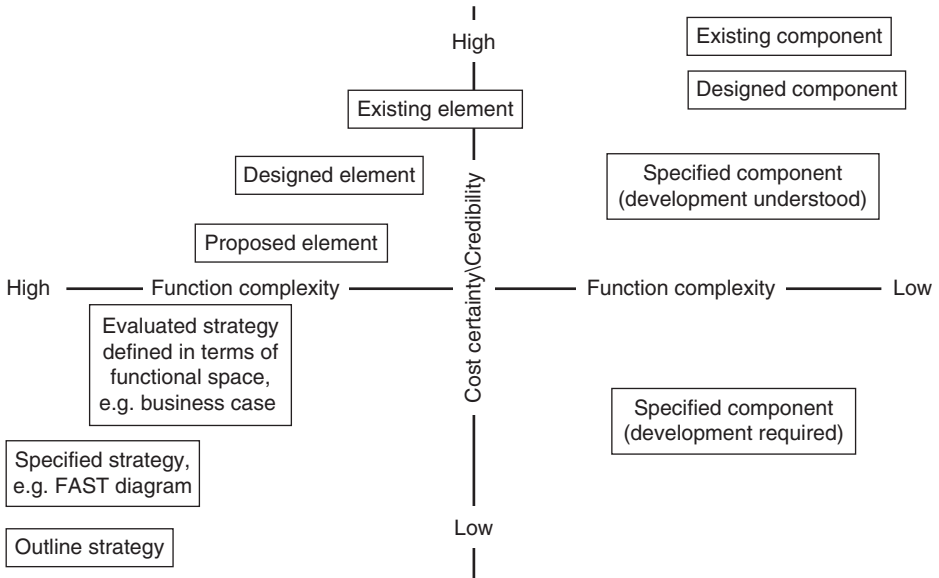 High
Existing component
Designed component
Existing element
Designed element
Specified component
(development understood)
Proposed element
Cost certainty\Credibility
High
Function complexity
Function complexity
Low
Evaluated strategy
defined in terms of
functional space,
e.g. business case
Specified component
(development required)
Specified strategy,
e.g. FAST diagram
Low
Outline strategy